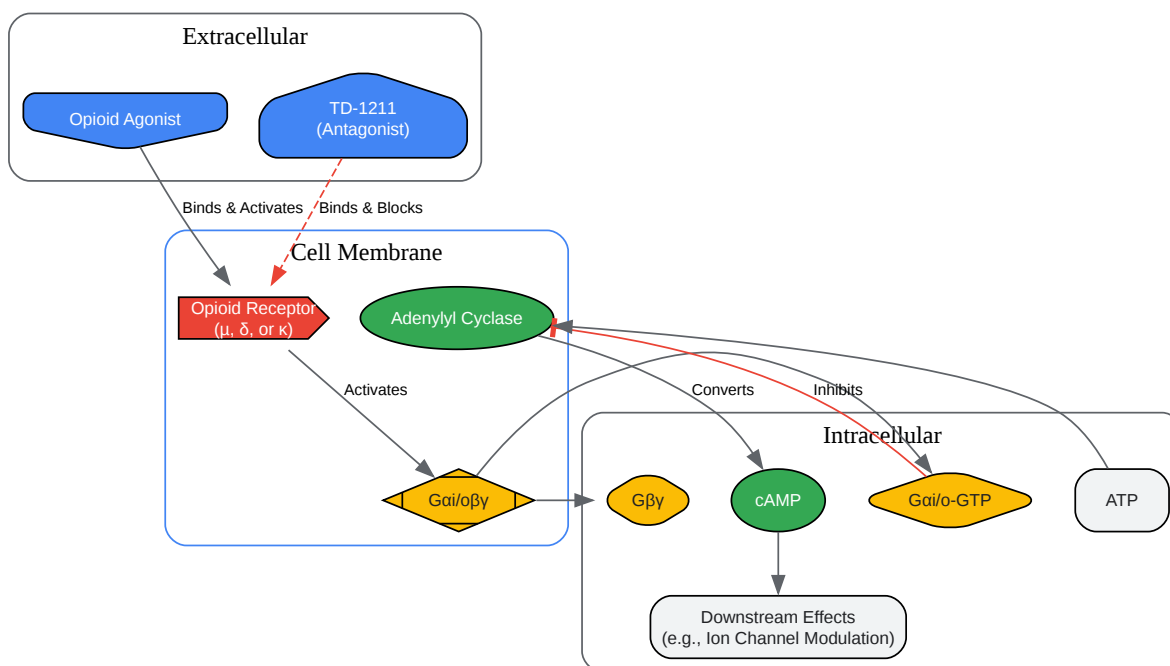 Extracellular
Opioid Agonist
TD-1211
(Antagonist)
Binds & Activates
Binds & Blocks
Cell Membrane
Opioid Receptor
(μ, δ, or κ)
Adenylyl Cyclase
Activates
Converts
Inhibits
Intracellular
Gαi/oβγ
Gβγ
cAMP
Gαi/o-GTP
ATP
Downstream Effects
(e.g., Ion Channel Modulation)